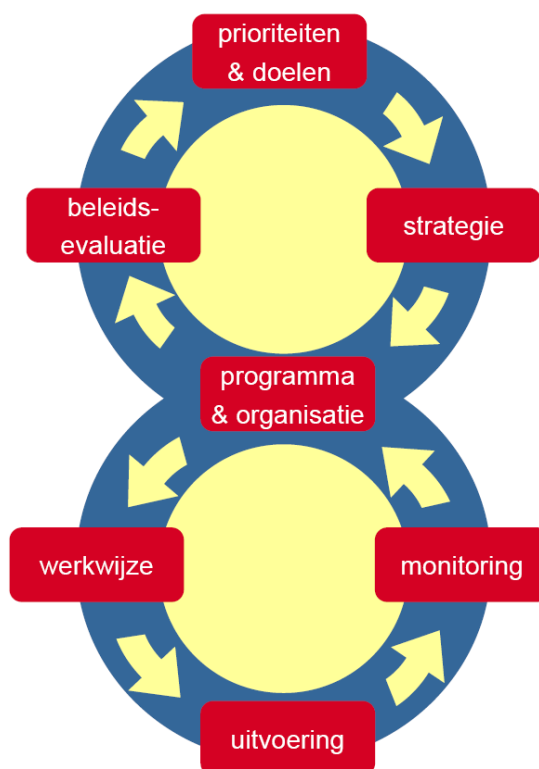 prioriteiten
& doelen
beleids-
evaluatie
strategie
programma
& organisatie
werkwijze
monitoring
uitvoering